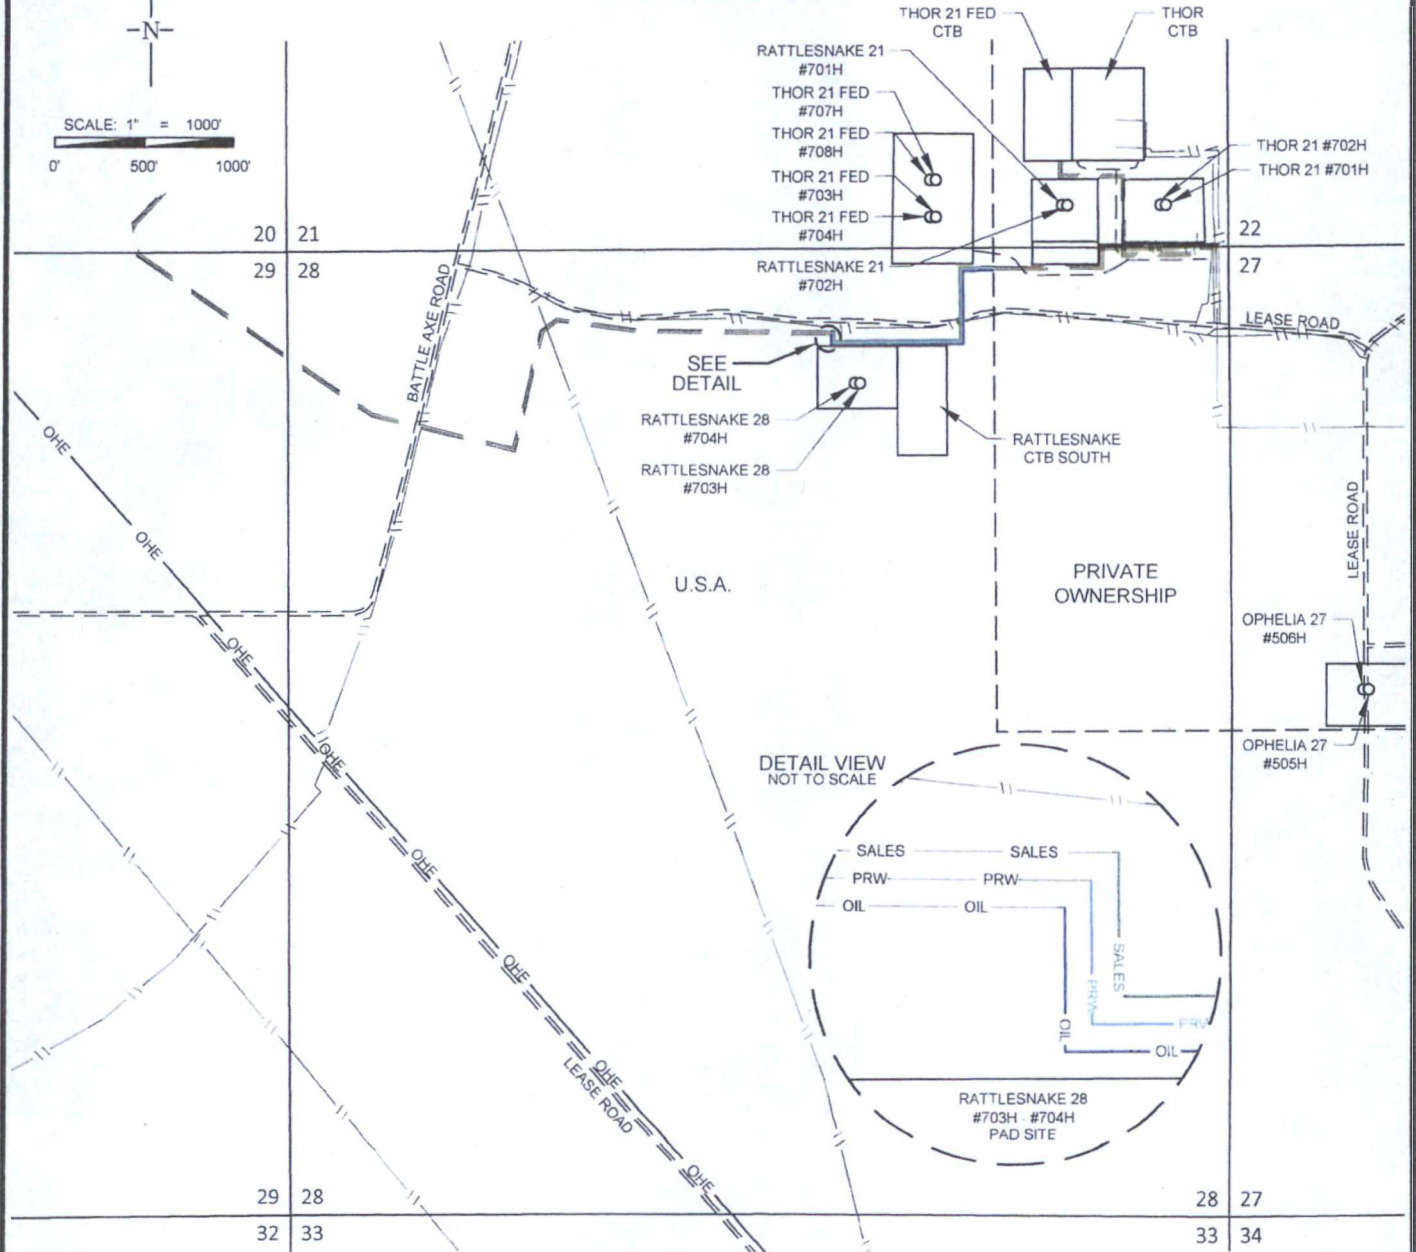 N
SCALE: 1" = 1000'
0' 500' 1000'
THOR 21 FED
CTB
THOR
CTB
RATTLESNAKE 21
#701H
THOR 21 FED
#707H
THOR 21 FED
#708H
THOR 21 FED
#703H
THOR 21 FED
#704H
RATTLESNAKE 21
#702H
THOR 21 #702H
THOR 21 #701H
20 21
29 28
22
27
BATTLE AXE ROAD
LEASE ROAD
SEE
DETAIL
RATTLESNAKE 28
#704H
RATTLESNAKE 28
#703H
RATTLESNAKE
CTB SOUTH
OHE
OHE
OHE
OHE
OHE
OHE
OHE
OHE
LEASE ROAD
U.S.A.
PRIVATE
OWNERSHIP
LEASE ROAD
OPHELIA 27
#506H
OPHELIA 27
#505H
DETAIL VIEW
NOT TO SCALE
SALES SALES
PRW PRW
OIL OIL
SALES
PRW
OIL
PRW
OIL
RATTLESNAKE 28
#703H - #704H
PAD SITE
29 28
32 33
28 27
33 34